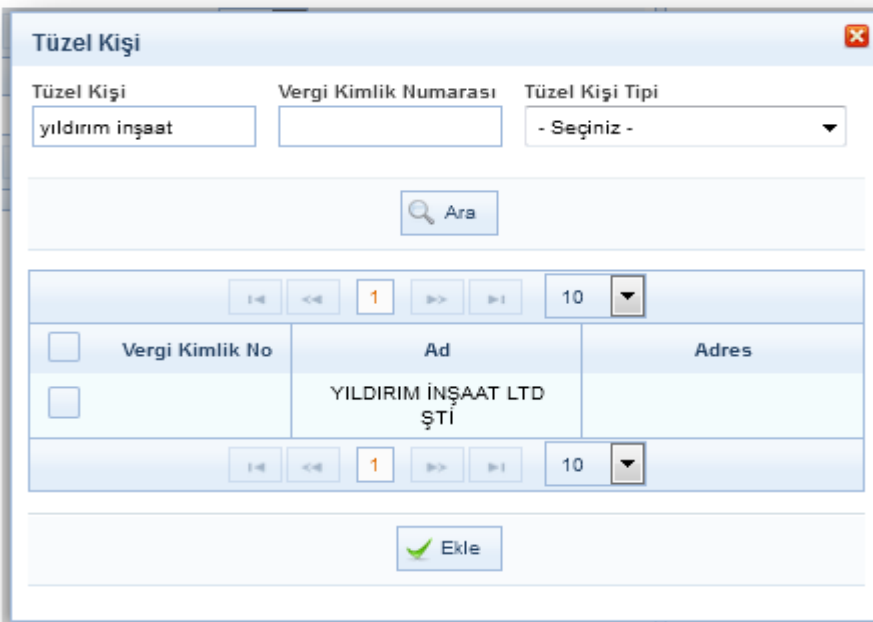 Tüzel Kişi
Tüzel Kişi Vergi Kimlik Numarası Tüzel Kişi Tipi
yıldırım inşaat - Seçiniz -
Ara
1 10
Vergi Kimlik No Ad Adres
YILDIRIM İNŞAAT LTD
ŞTİ
1 10
Ekle